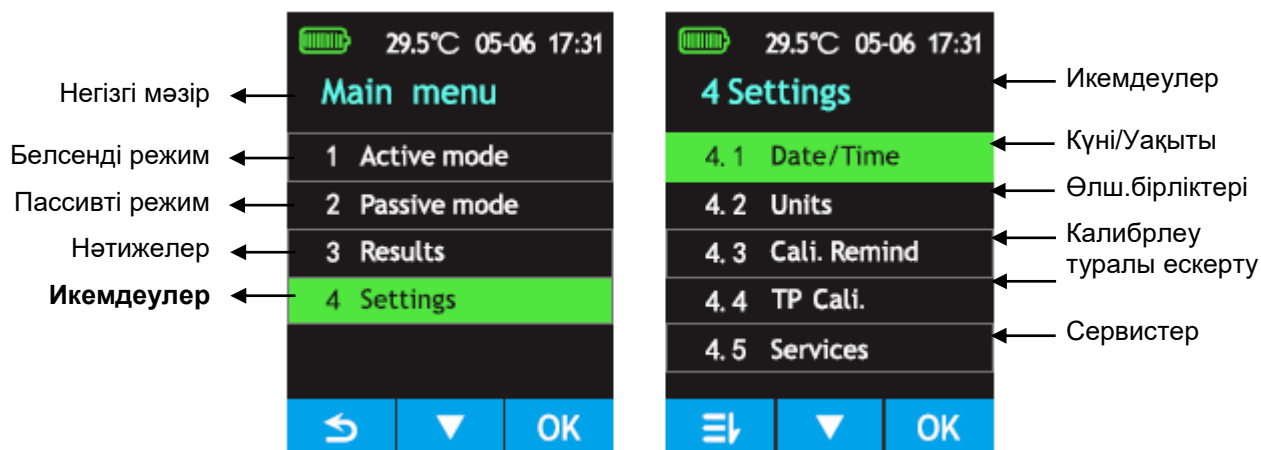 29.5°C 05-06 17:31
Main menu
1 Active mode
2 Passive mode
3 Results
4 Settings
OK
Негізгі мәзір
Белсенді режим
Пассивті режим
Нәтижелер
Икемдеулер
29.5°C 05-06 17:31
4 Settings
4.1 Date/Time
4.2 Units
4.3 Cali. Remind
4.4 TP Cali.
4.5 Services
OK
Икемдеулер
Күні/Уақыты
Өлш.бірліктері
Калибрлеу
туралы ескерту
Сервистер